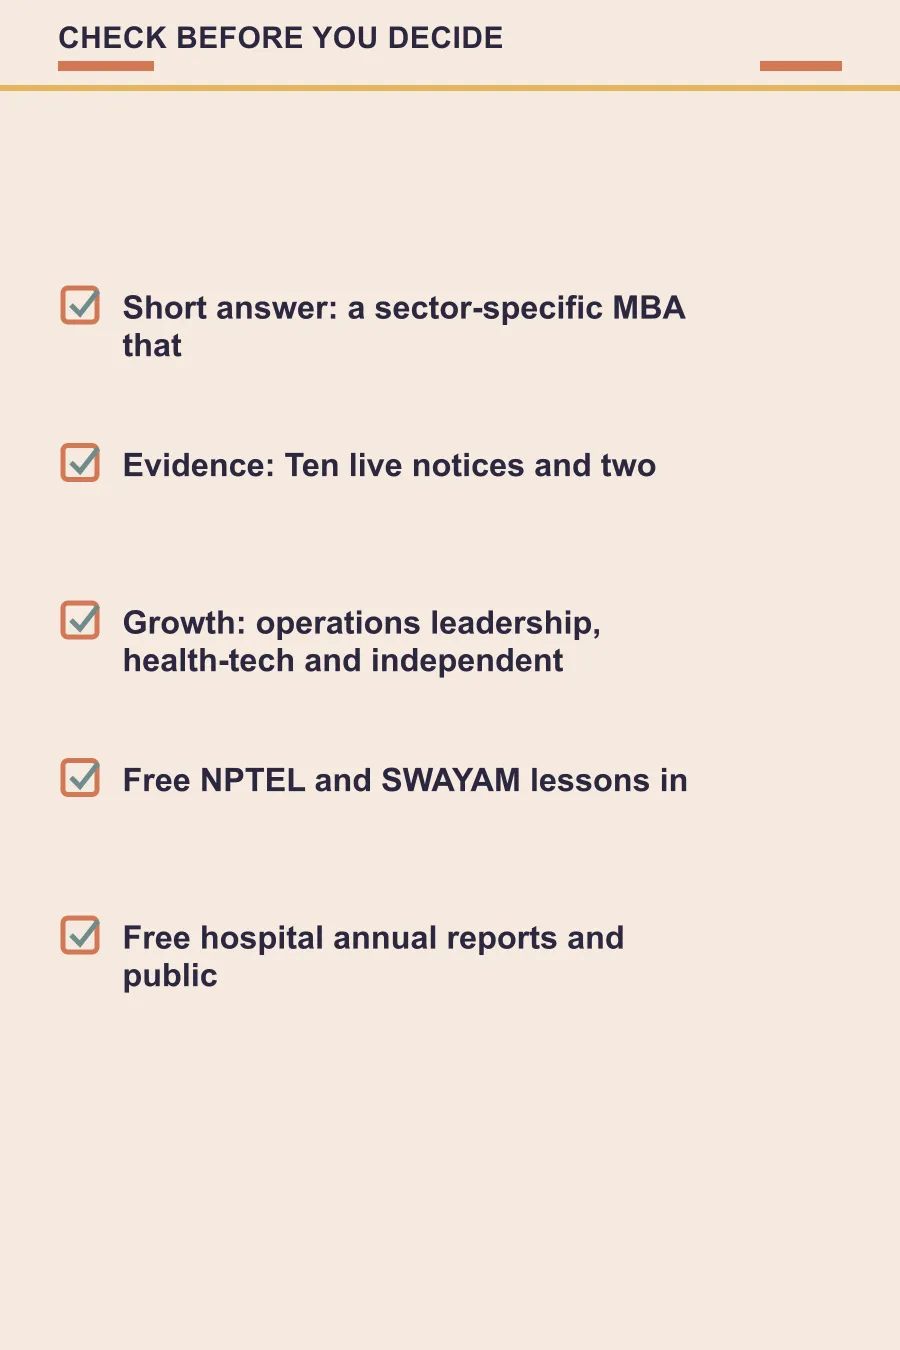 CHECK BEFORE YOU DECIDE
Short answer: a sector-specific MBA
that
Evidence: Ten live notices and two
Growth: operations leadership,
health-tech and independent
Free NPTEL and SWAYAM lessons in
Free hospital annual reports and
public